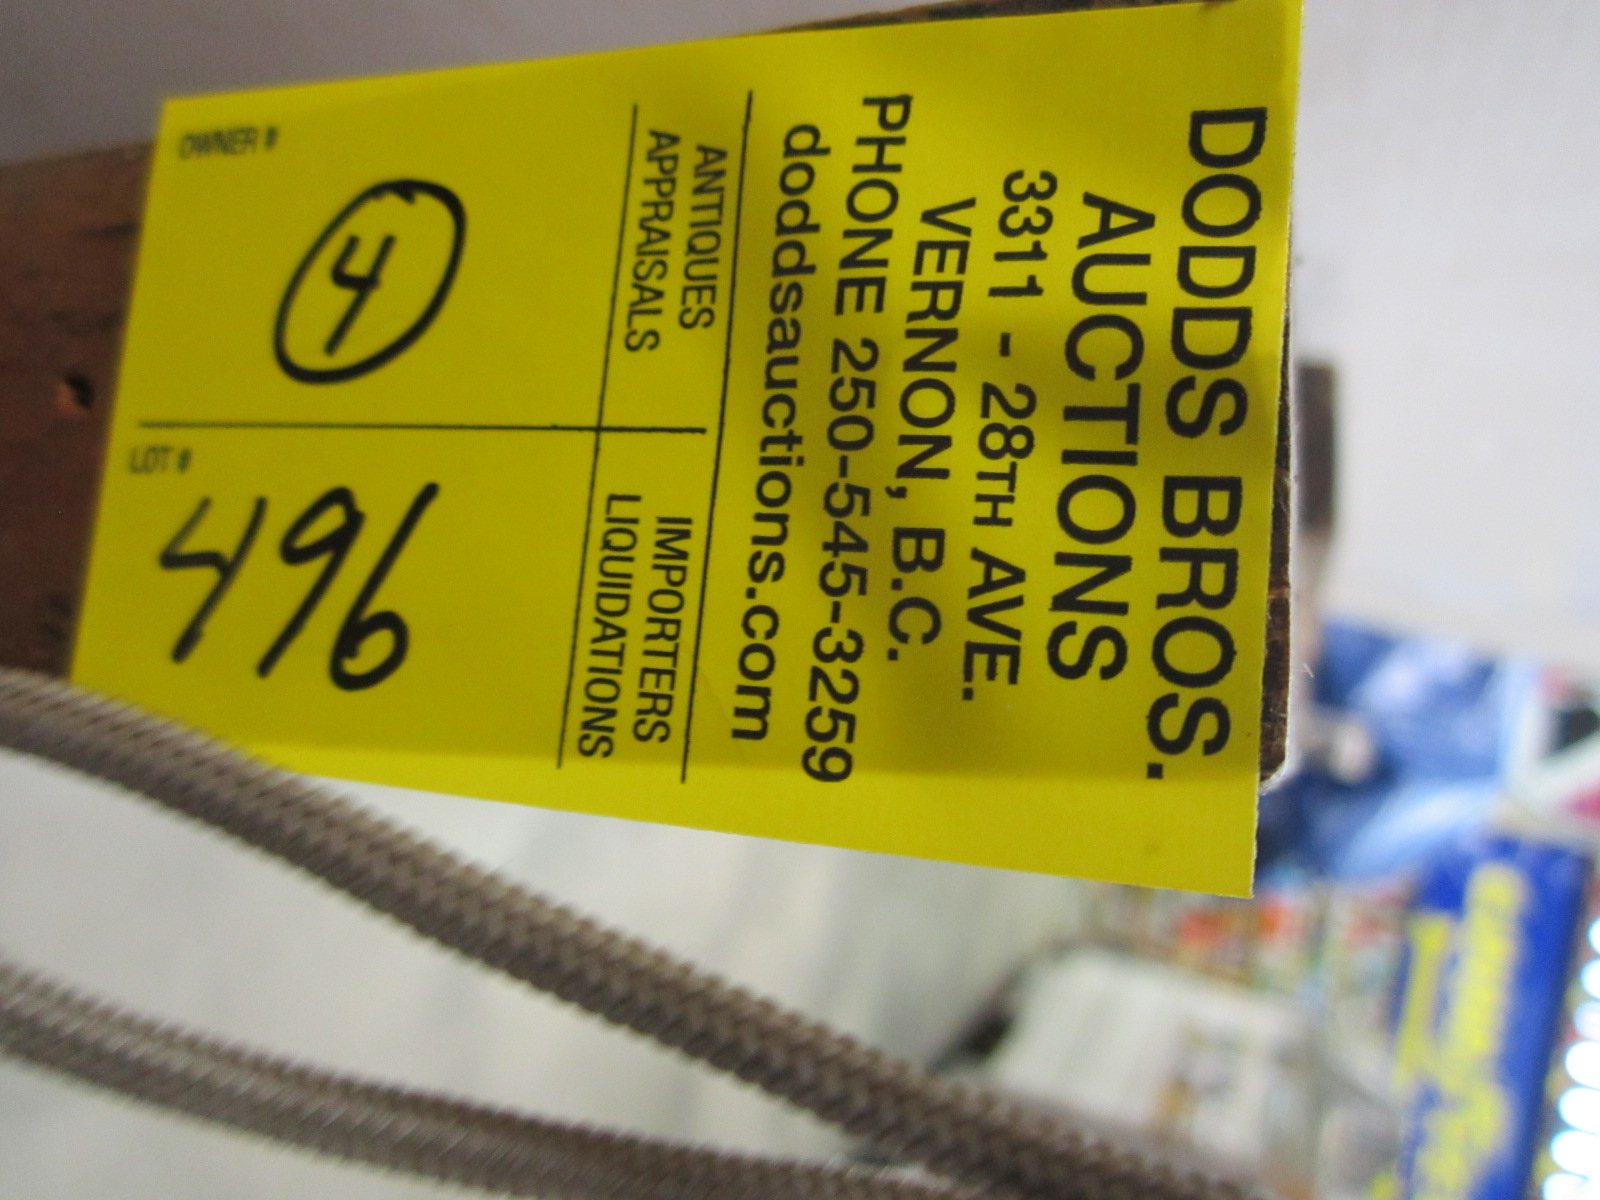 DODDS BROS.
AUCTIONS
3311 - 28TH AVE.
VERNON, B.C.
PHONE 250-545-3259
doddsauctions.com
ANTIQUES
APPRAISALS
IMPORTERS
LIQUIDATIONS
OWNER #
4
LOT #
496